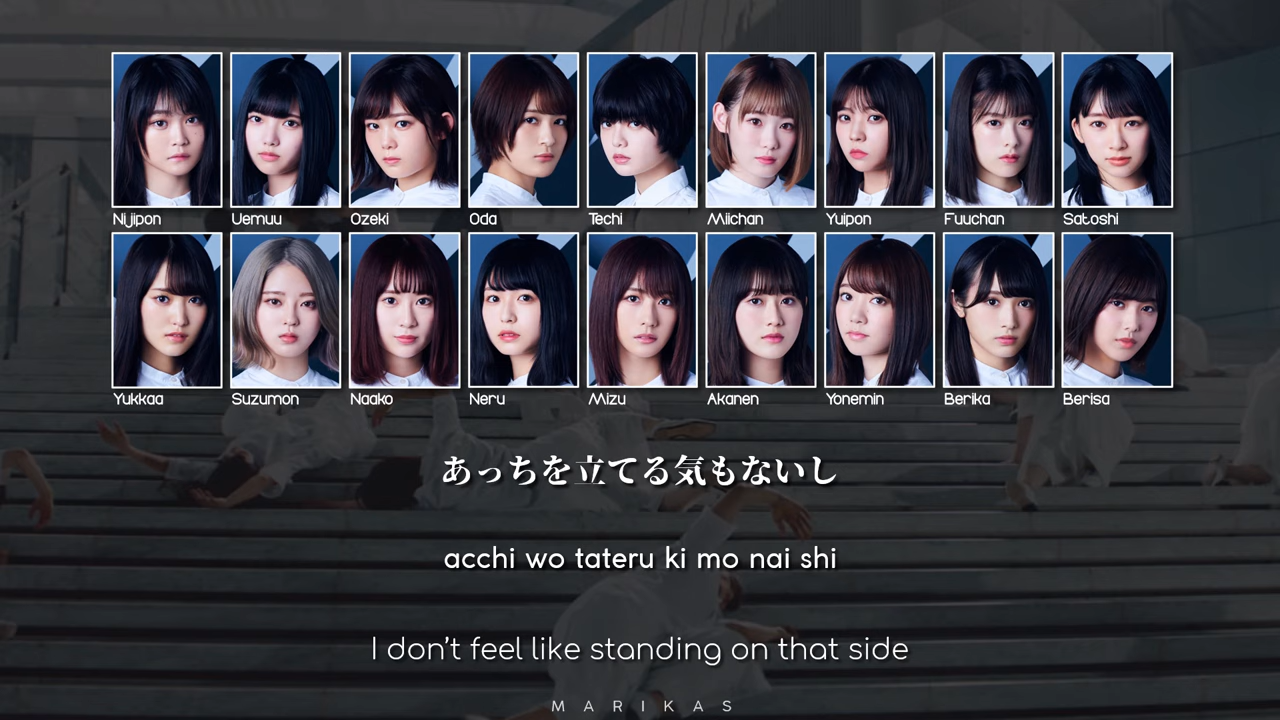 Nijipon Uemuu Ozeki Oda Techi Miichan Yuipon Fuuchan Satoshi
Yukkaa Suzumon Naako Neru Mizu Akanen Yonemin Berika Berisa
あっちを立てる気もないし
acchi wo tateru ki mo nai shi
I don't feel like standing on that side
MARIKAS